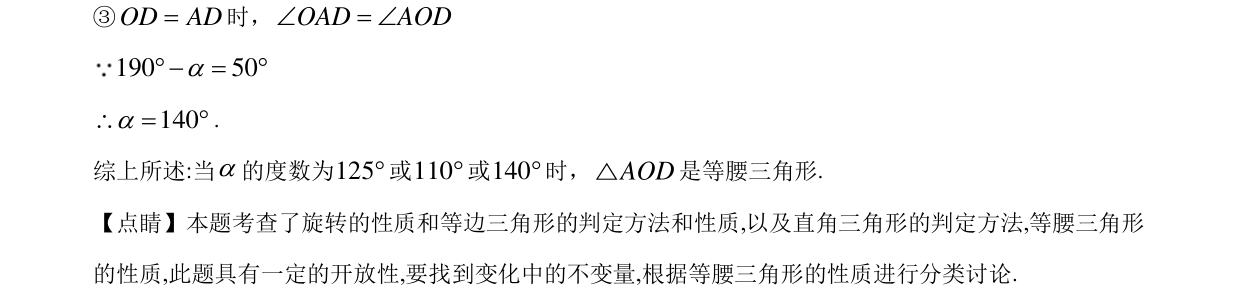 ③OD = AD时，∠OAD = ∠AOD
∵190° − α = 50°
∴α = 140° .
综上所述:当α的度数为125°或110°或140°时，△AOD是等腰三角形.
【点睛】本题考查了旋转的性质和等边三角形的判定方法和性质,以及直角三角形的判定方法,等腰三角形
的性质,此题具有一定的开放性,要找到变化中的不变量,根据等腰三角形的性质进行分类讨论.